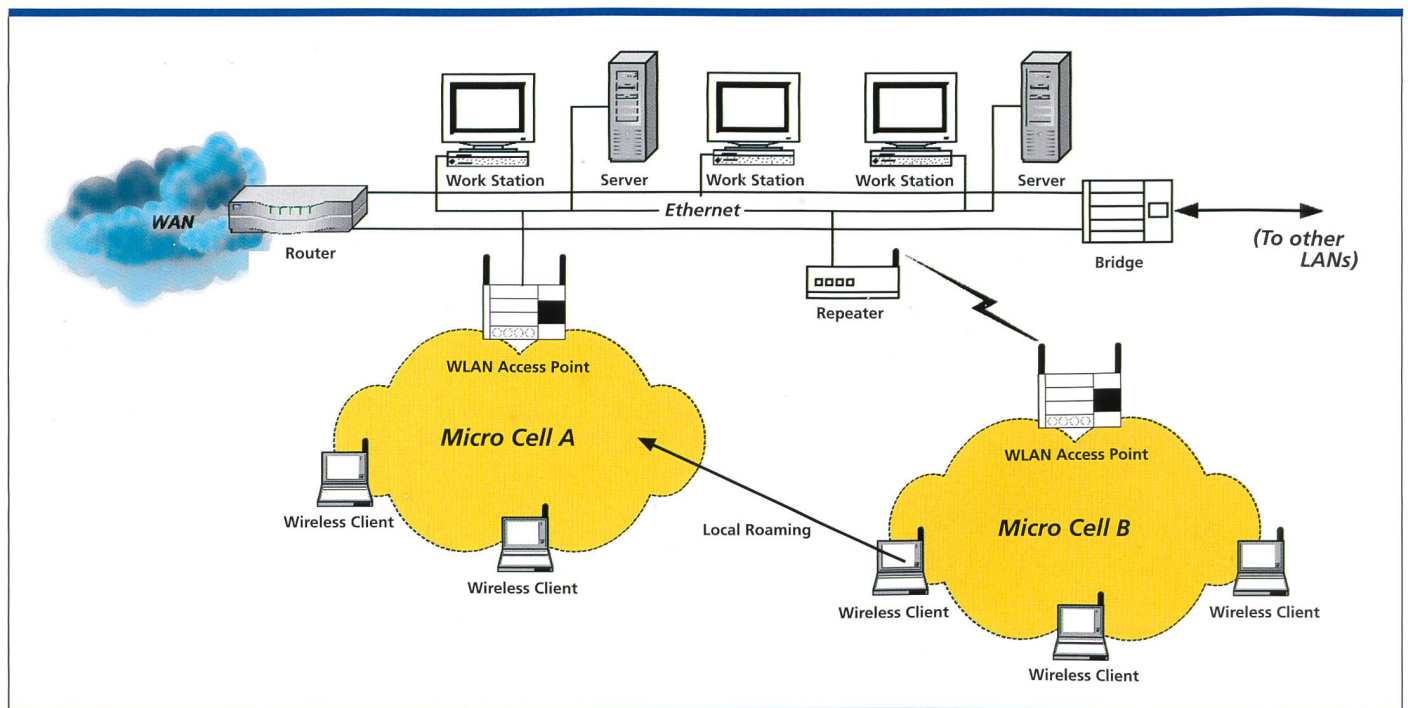 Work Station
Server
Work Station
Work Station
Server
WAN
Ethernet
Router
Bridge
(To other
LANs)
Repeater
WLAN Access Point
Micro Cell A
WLAN Access Point
Wireless Client
Local Roaming
Micro Cell B
Wireless Client
Wireless Client
Wireless Client
Wireless Client